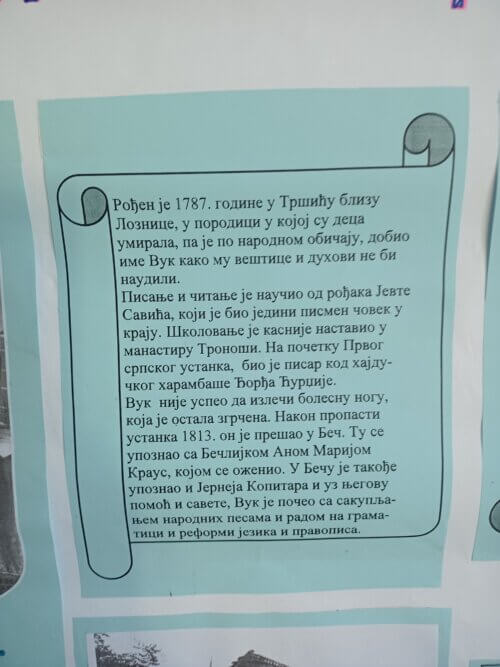 Рођен је 1787. године у Тршићу близу
Лознице, у породици у којој су деца
умирала, па је по народном обичају, добио
име Вук како му вештице и духови не би
наудили.
Писање и читање је научио од рођака Јевте
Савића, који је био једини писмен човек у
крају. Школовање је касније наставио у
манастиру Троноши. На почетку Првог
српског устанка, био је писар код хајду-
чког харамбаше Ђорђа Ћурције.
Вук није успео да излечи болесну ногу,
која је остала згрчена. Након пропасти
устанка 1813. он је прешао у Беч. Ту се
упознао са Бечлијком Аном Маријом
Краус, којом се оженио. У Бечу је такође
упознао и Јернеја Копитара и уз његову
помоћ и савете, Вук је почео са сакупља-
њем народних песама и радом на грама-
тици и реформи језика и правописа.